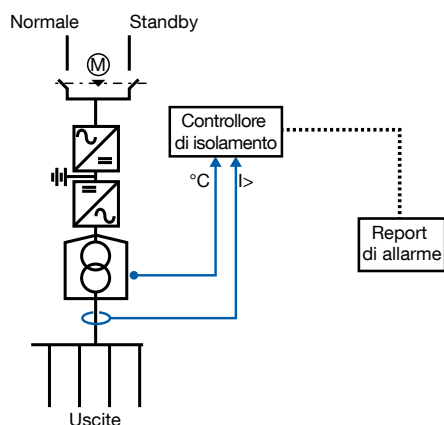 Normale
Standby
M
Controllore
di isolamento
°C
I>
Report
di allarme
Uscite